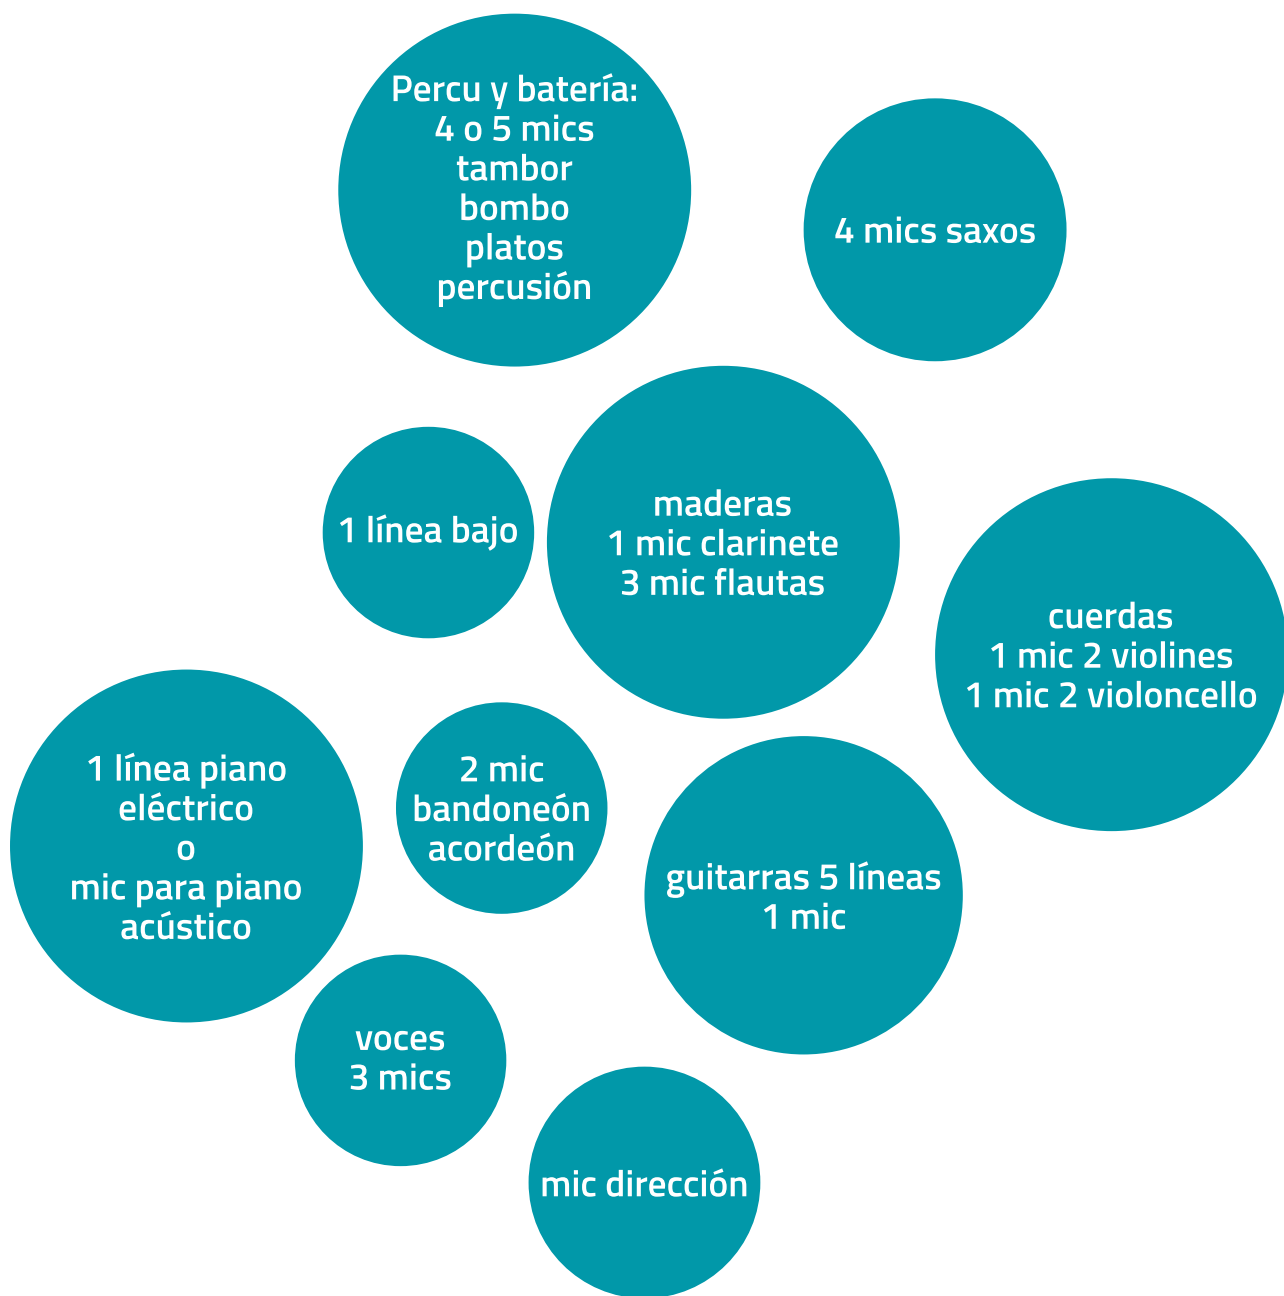 Percu y batería:
4 o 5 mics
tambor
bombo
platos
percusión
4 mics saxos
1 línea bajo
maderas
1 mic clarinete
3 mic flautas
cuerdas
1 mic 2 violines
1 mic 2 violoncello
1 línea piano
eléctrico
o
mic para piano
acústico
2 mic
bandoneón
acordeón
guitarras 5 líneas
1 mic
voces
3 mics
mic dirección